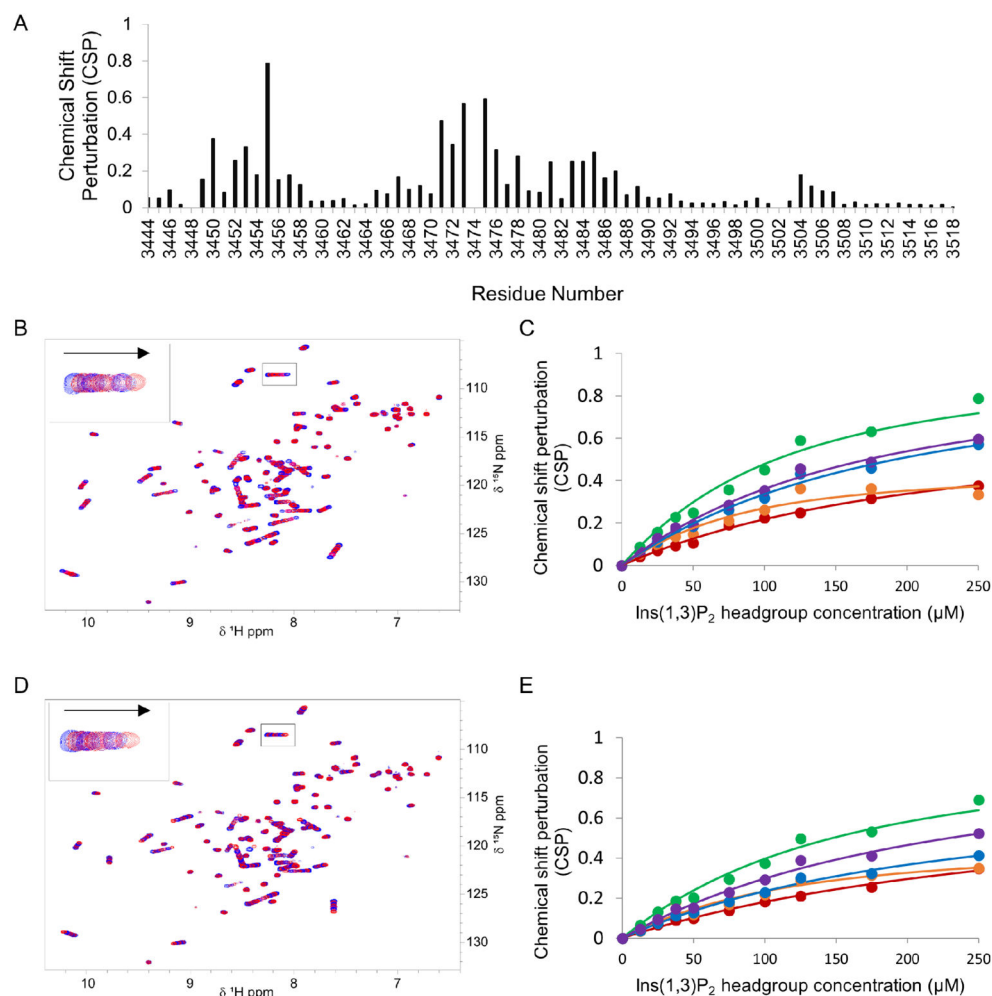 A
Chemical Shift
Perturbation (CSP)
1
0.8
0.6
0.4
0.2
0
3444 3446 3448 3450 3452 3454 3456 3458 3460 3462 3464 3466 3468 3470 3472 3474 3476 3478 3480 3482 3484 3486 3488 3490 3492 3494 3496 3498 3500 3502 3504 3506 3508 3510 3512 3514 3516 3518
Residue Number
B
110
115
120
125
130
δ ¹⁵N ppm
10 9 8 7
δ ¹H ppm
C
Chemical shift perturbation
(CSP)
1
0.8
0.6
0.4
0.2
0
0 50 100 150 200 250
Ins(1,3)P₂ headgroup concentration (µM)
D
110
115
120
125
130
δ ¹⁵N ppm
10 9 8 7
δ ¹H ppm
E
Chemical shift perturbation
(CSP)
1
0.8
0.6
0.4
0.2
0
0 50 100 150 200 250
Ins(1,3)P₂ headgroup concentration (µM)